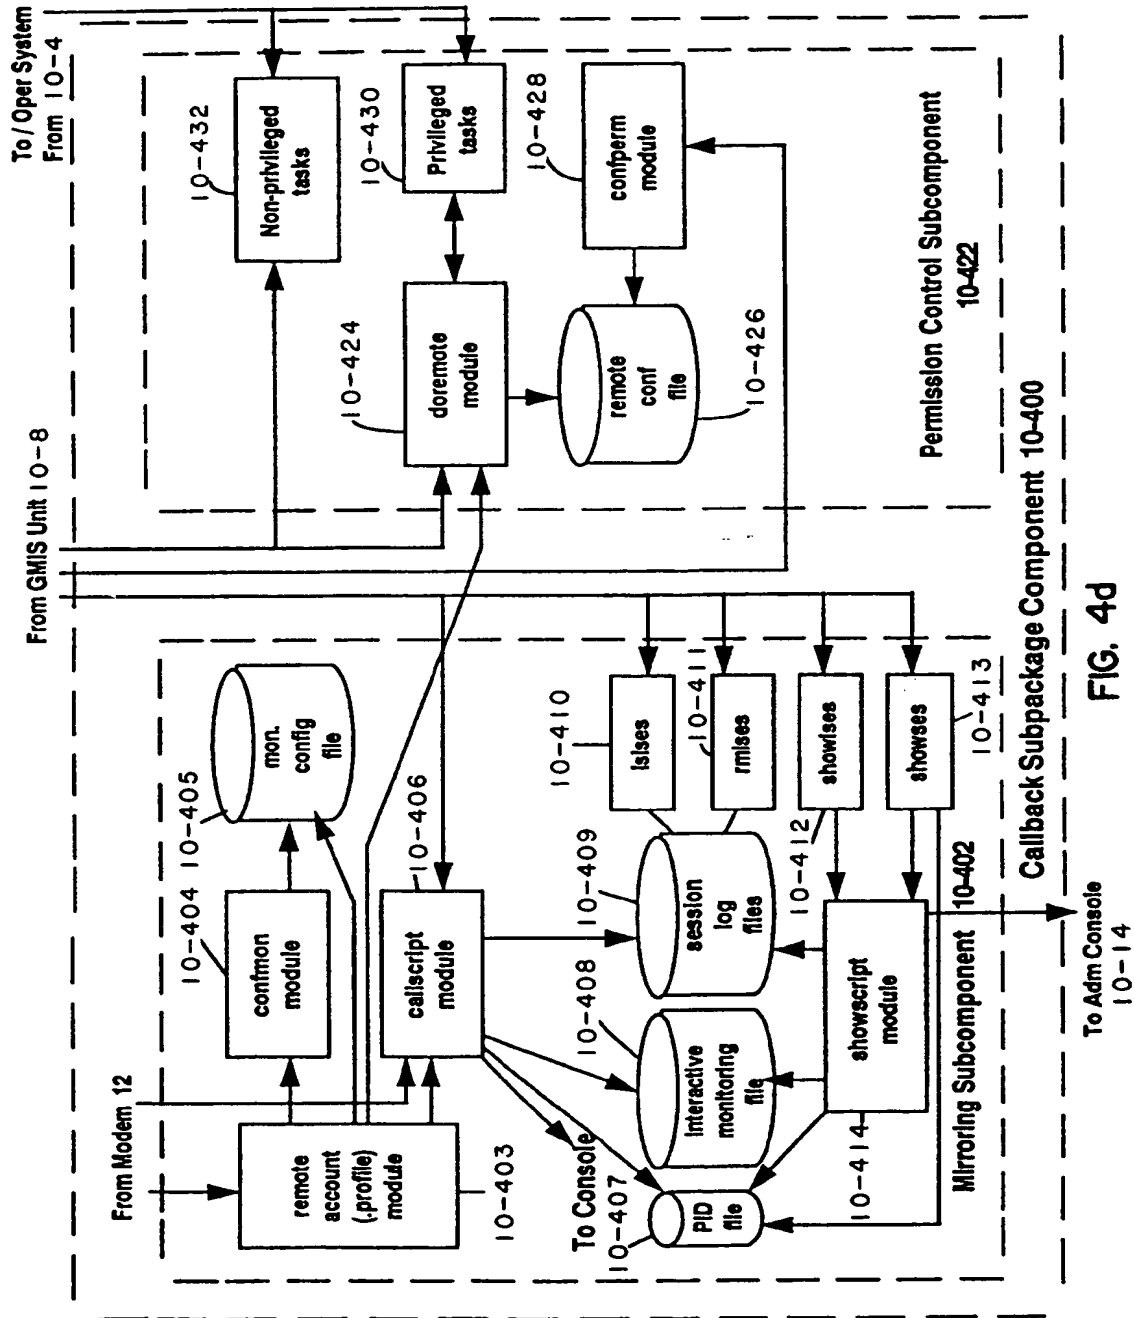 From Modem 12
From GMIS Unit 10-8
To / Oper System
From 10-4
remote
account
(.profile)
module
10-403
confmon
module
10-404
mon.
config
file
10-405
callscript
module
10-406
To Console
PID
file
10-407
Interactive
monitoring
file
10-408
session
log
files
10-409
lslses
10-410
rmlses
10-411
showlses
10-412
showses
10-413
showscript
module
10-414
Mirroring Subcomponent 10-402
To Adm Console
10-14
Non-privileged
tasks
10-432
Privileged
tasks
10-430
doremote
module
10-424
confperm
module
10-428
remote
conf
file
10-426
Permission Control Subcomponent
10-422
Callback Subpackage Component 10-400
FIG. 4d